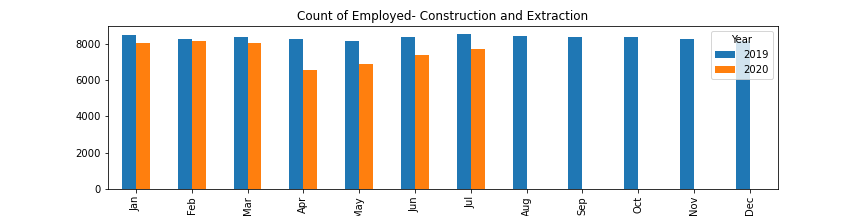 Count of Employed- Construction and Extraction
8000
6000
4000
2000
0
Year
2019
2020
Jan
Feb
Mar
Apr
May
Jun
Jul
Aug
Sep
Oct
Nov
Dec